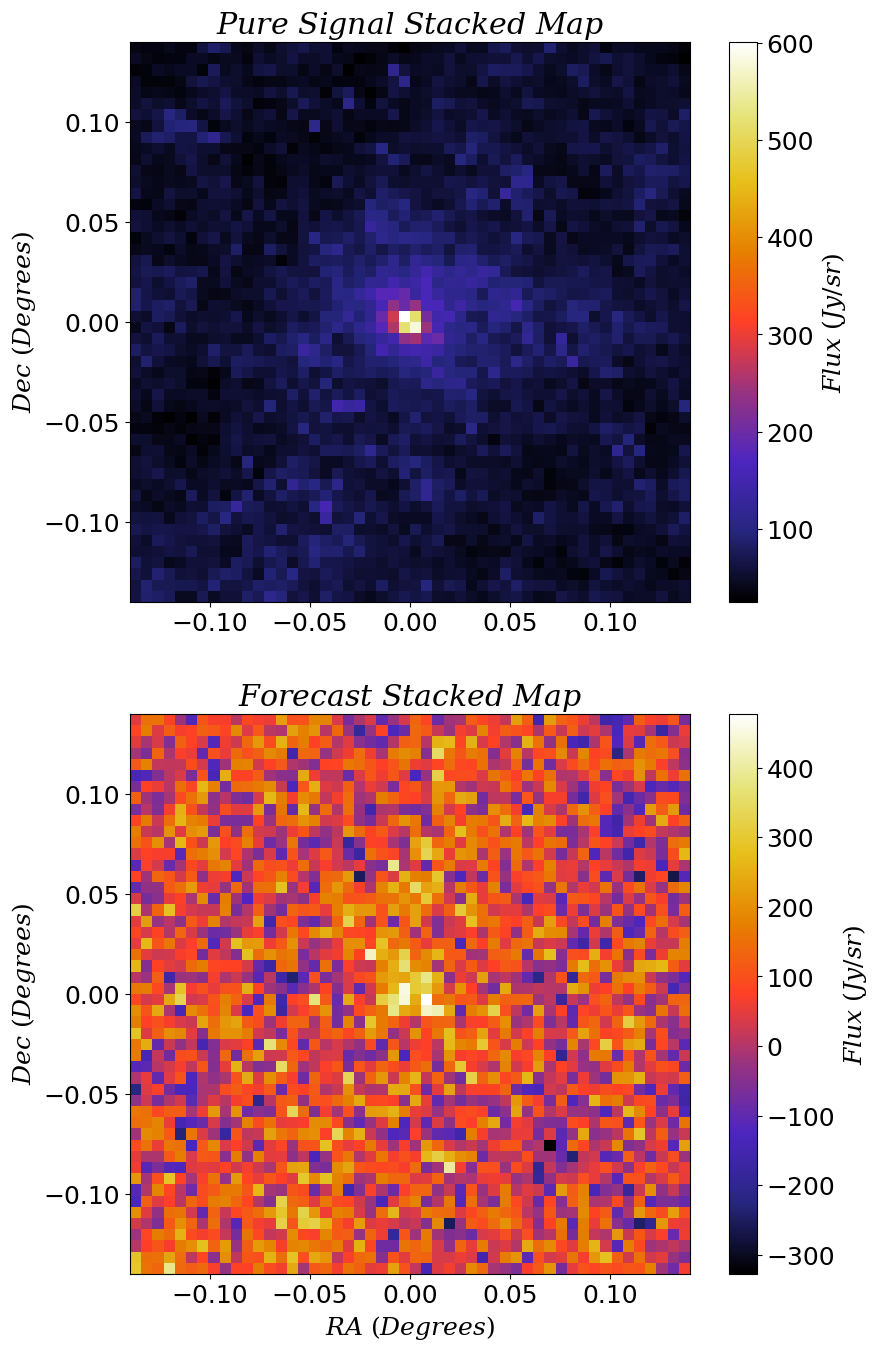 Pure Signal Stacked Map
Dec (Degrees)
0.10
0.05
0.00
−0.05
−0.10
−0.10 −0.05 0.00 0.05 0.10
600
500
400
300
200
100
Flux (Jy/sr)
Forecast Stacked Map
Dec (Degrees)
0.10
0.05
0.00
−0.05
−0.10
−0.10 −0.05 0.00 0.05 0.10
RA (Degrees)
400
300
200
100
0
−100
−200
−300
Flux (Jy/sr)